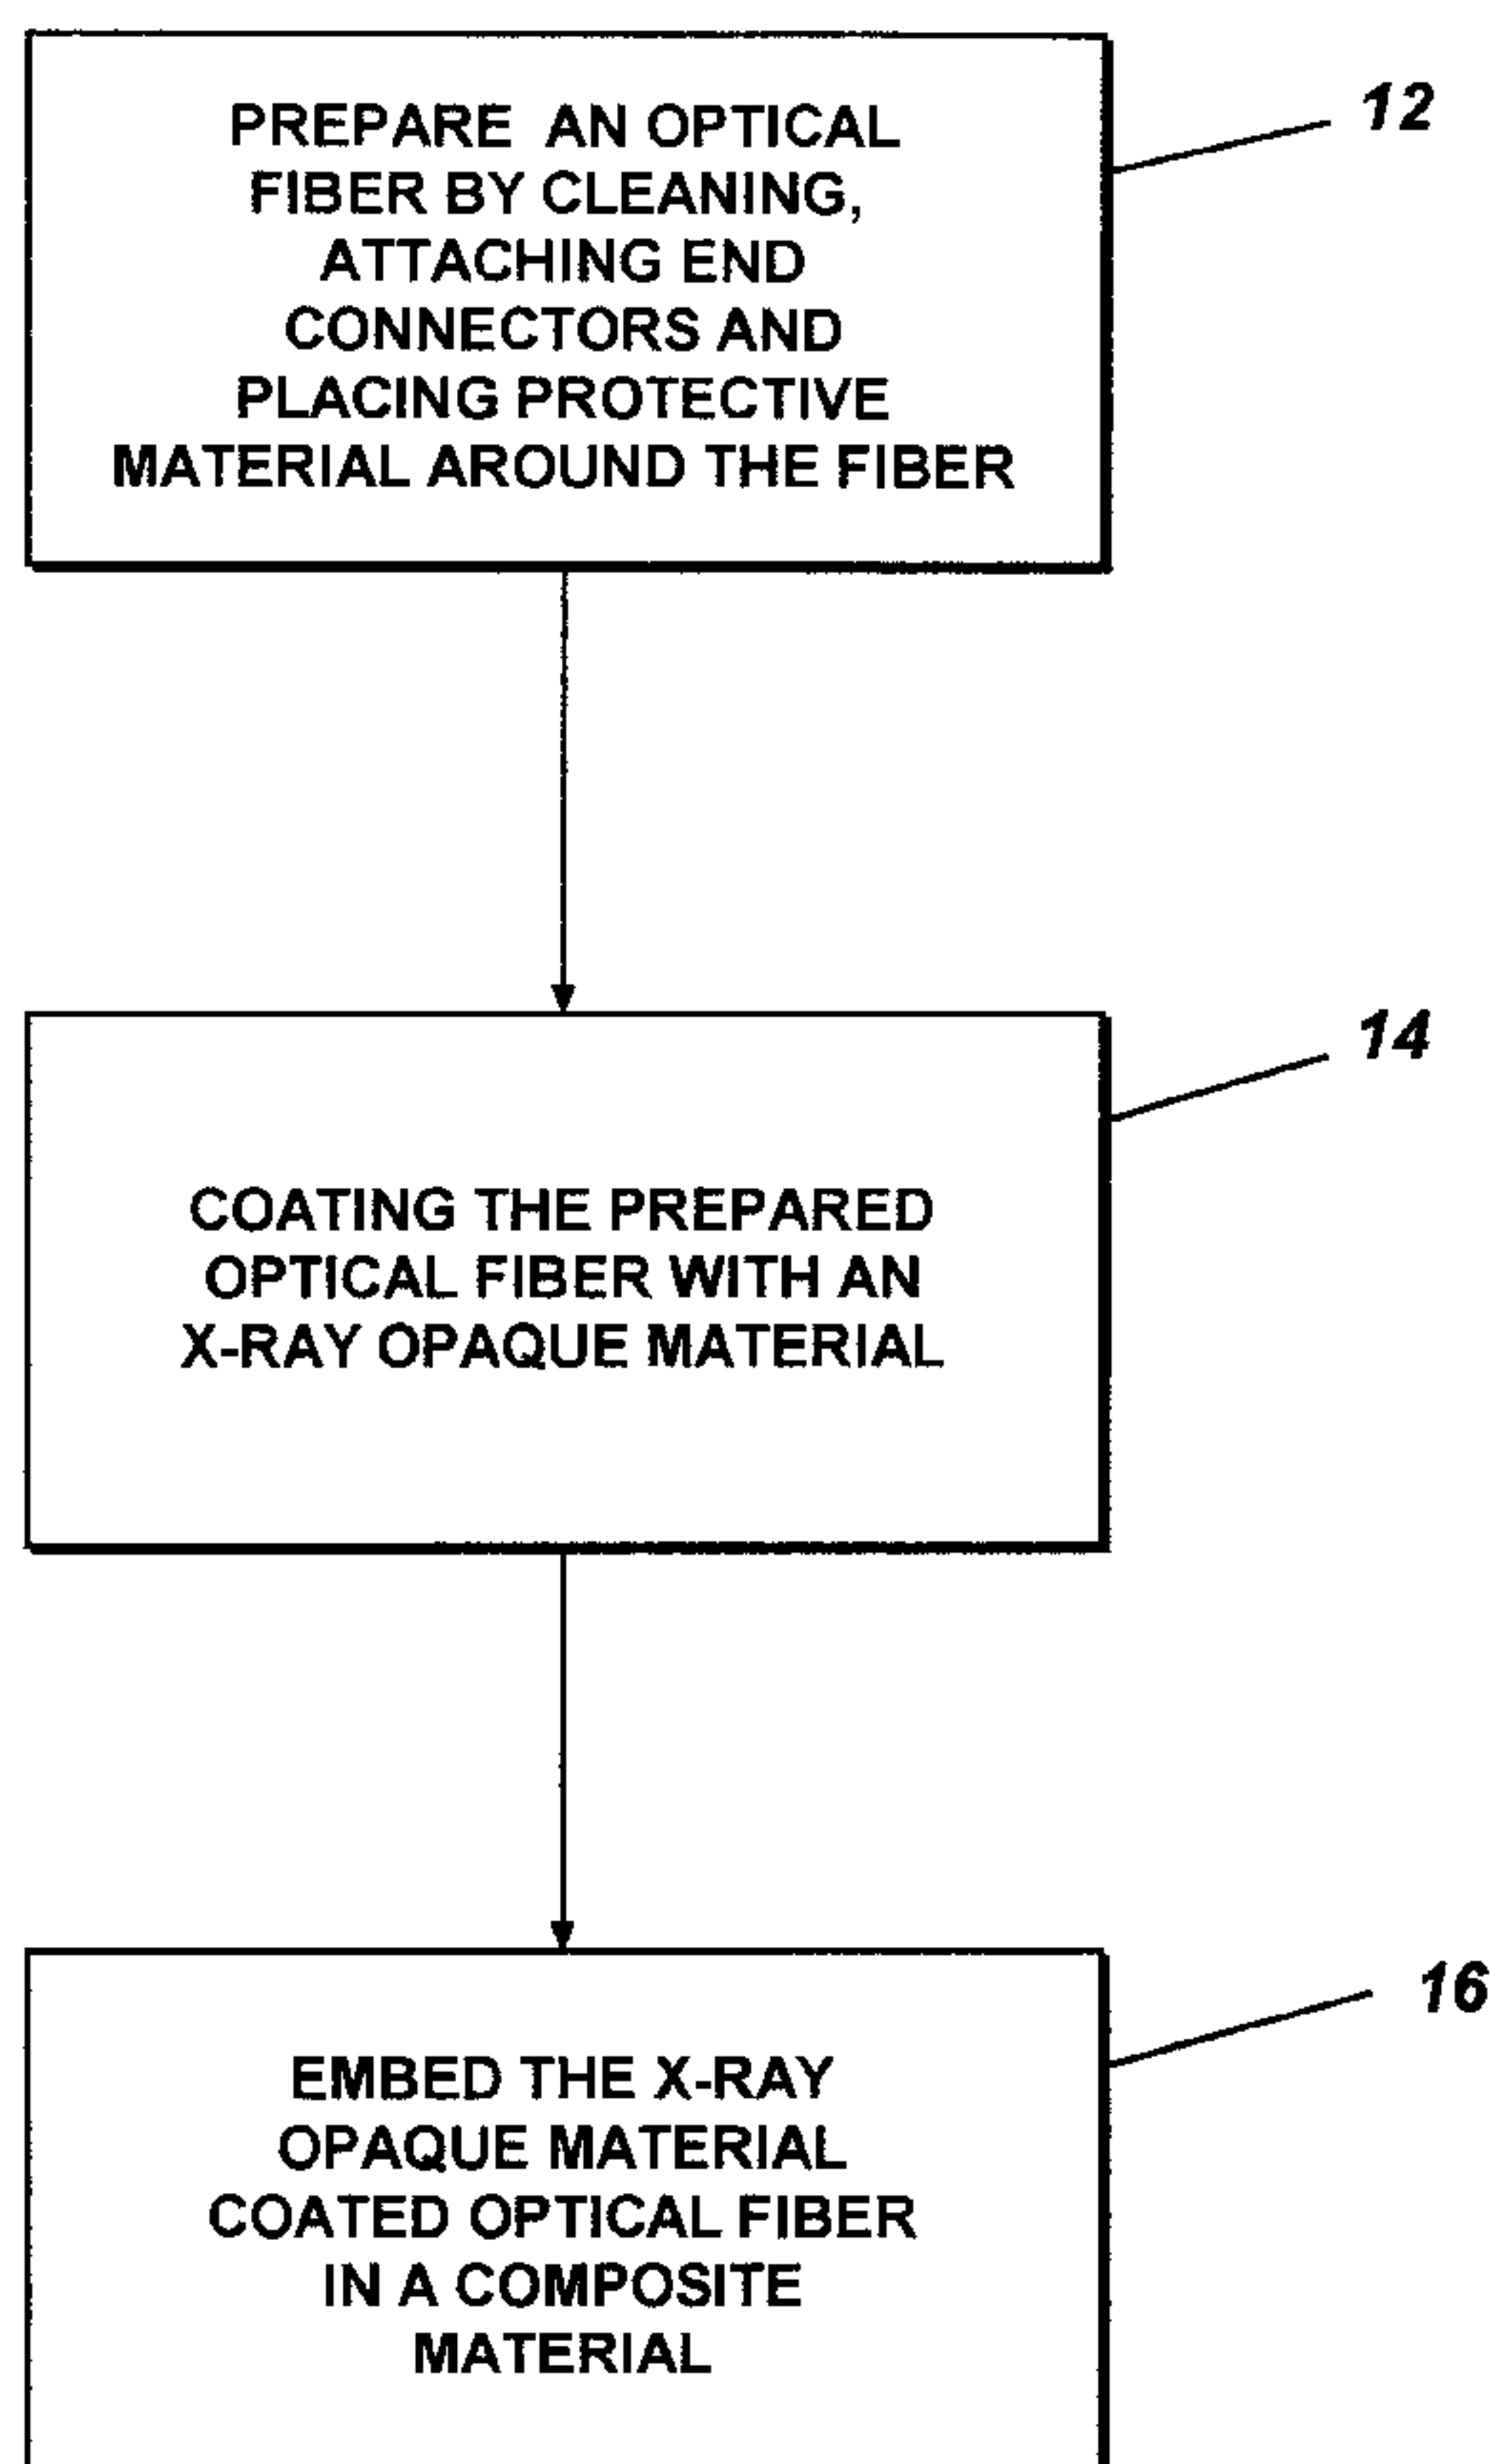 PREPARE AN OPTICAL
FIBER BY CLEANING,
ATTACHING END
CONNECTORS AND
PLACING PROTECTIVE
MATERIAL AROUND THE FIBER
12
COATING THE PREPARED
OPTICAL FIBER WITH AN
X-RAY OPAQUE MATERIAL
14
EMBED THE X-RAY
OPAQUE MATERIAL
COATED OPTICAL FIBER
IN A COMPOSITE
MATERIAL
16